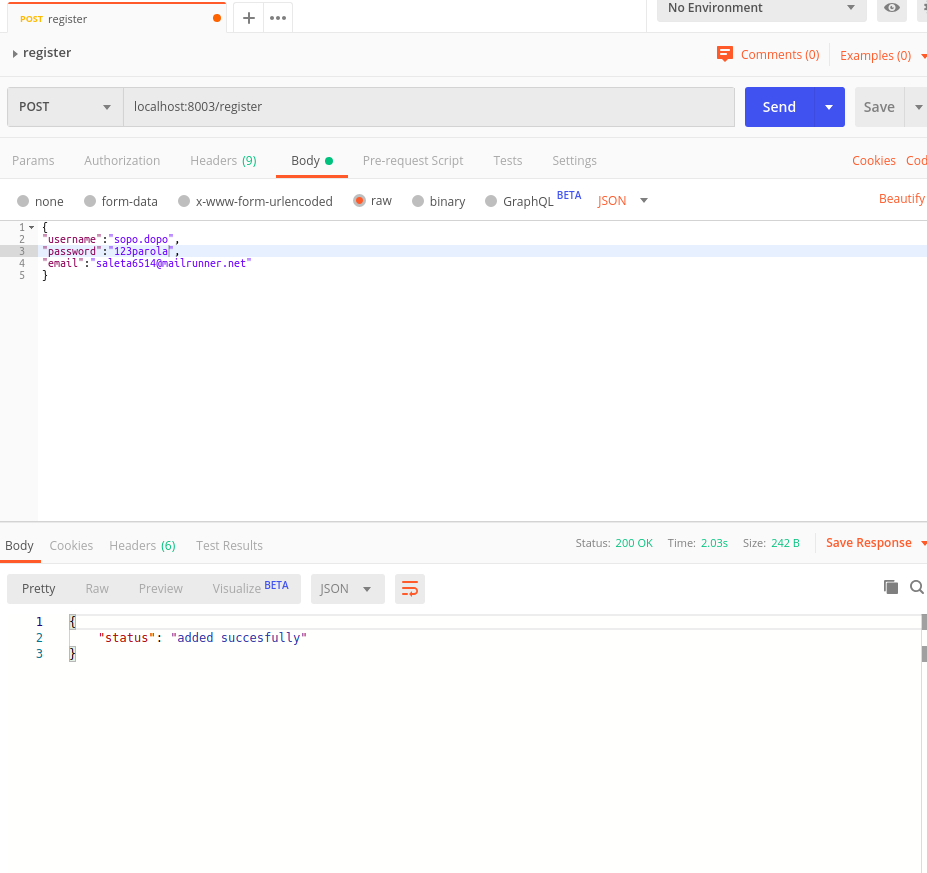 POST register
No Environment
register
Comments (0) Examples (0)
POST localhost:8003/register Send Save
Params Authorization Headers (9) Body Pre-request Script Tests Settings Cookies Cod
none form-data x-www-form-urlencoded raw binary GraphQL BETA JSON Beautify
1 {
2 "username":"sopo.dopo",
3 "password":"123parola",
4 "email":"saleta6514@mailrunner.net"
5 }
Body Cookies Headers (6) Test Results Status: 200 OK Time: 2.03s Size: 242 B Save Response
Pretty Raw Preview Visualize BETA JSON
1 {
2 "status": "added succesfully"
3 }